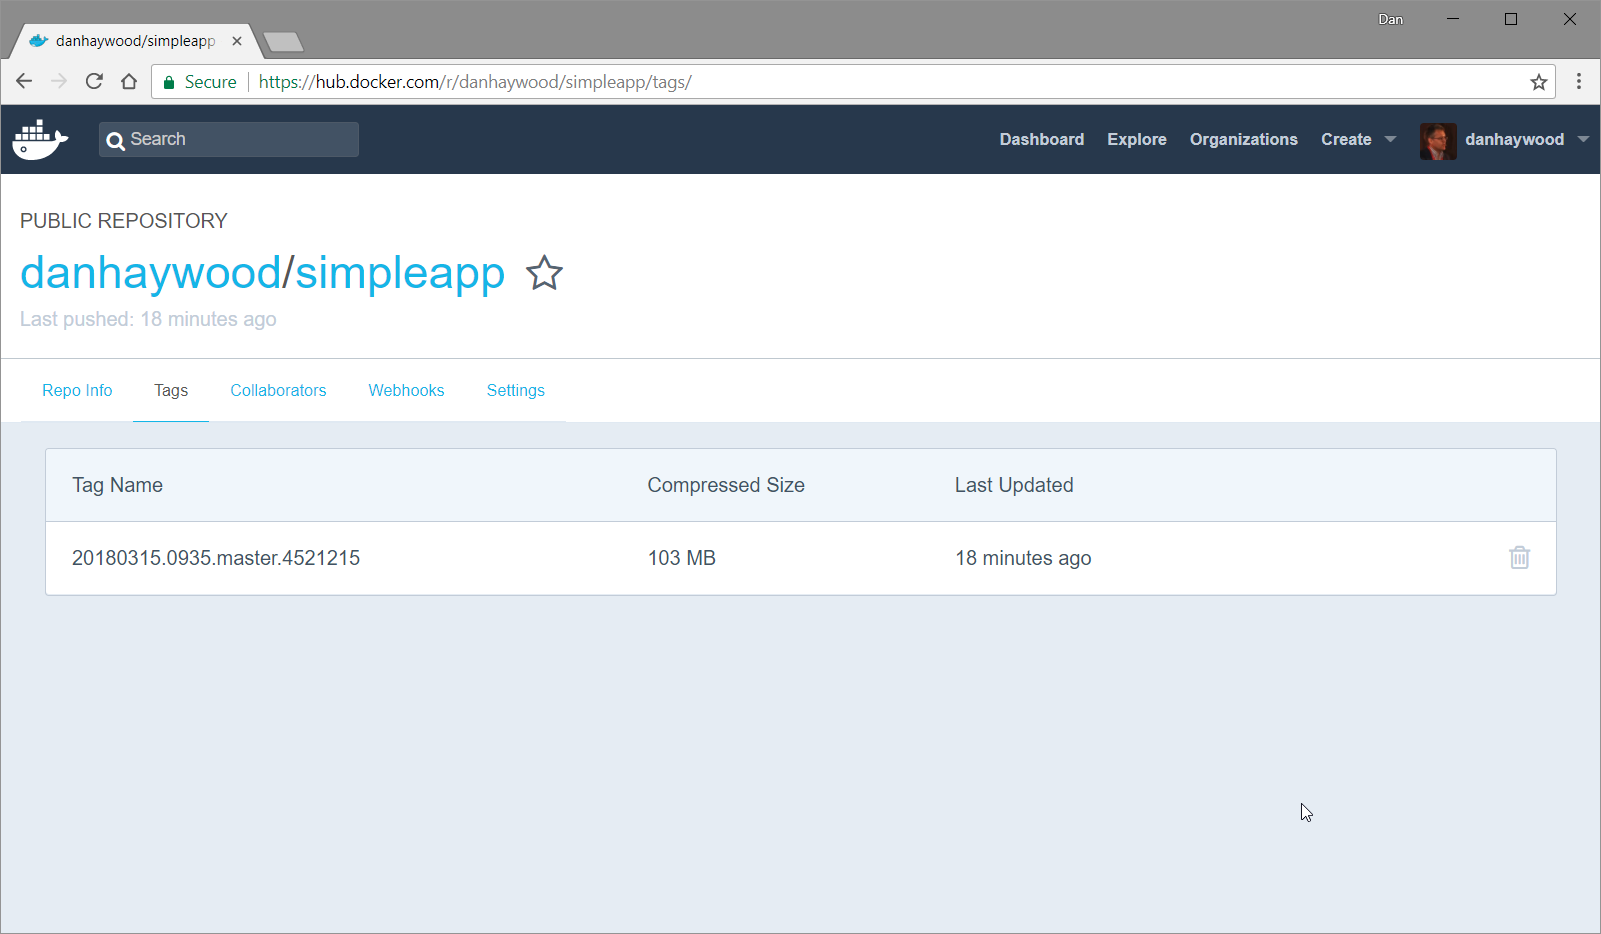 Dan
danhaywood/simpleapp
Secure https://hub.docker.com/r/danhaywood/simpleapp/tags/
Search Dashboard Explore Organizations Create danhaywood
PUBLIC REPOSITORY
danhaywood/simpleapp
Last pushed: 18 minutes ago
Repo Info Tags Collaborators Webhooks Settings
Tag Name Compressed Size Last Updated
20180315.0935.master.4521215 103 MB 18 minutes ago